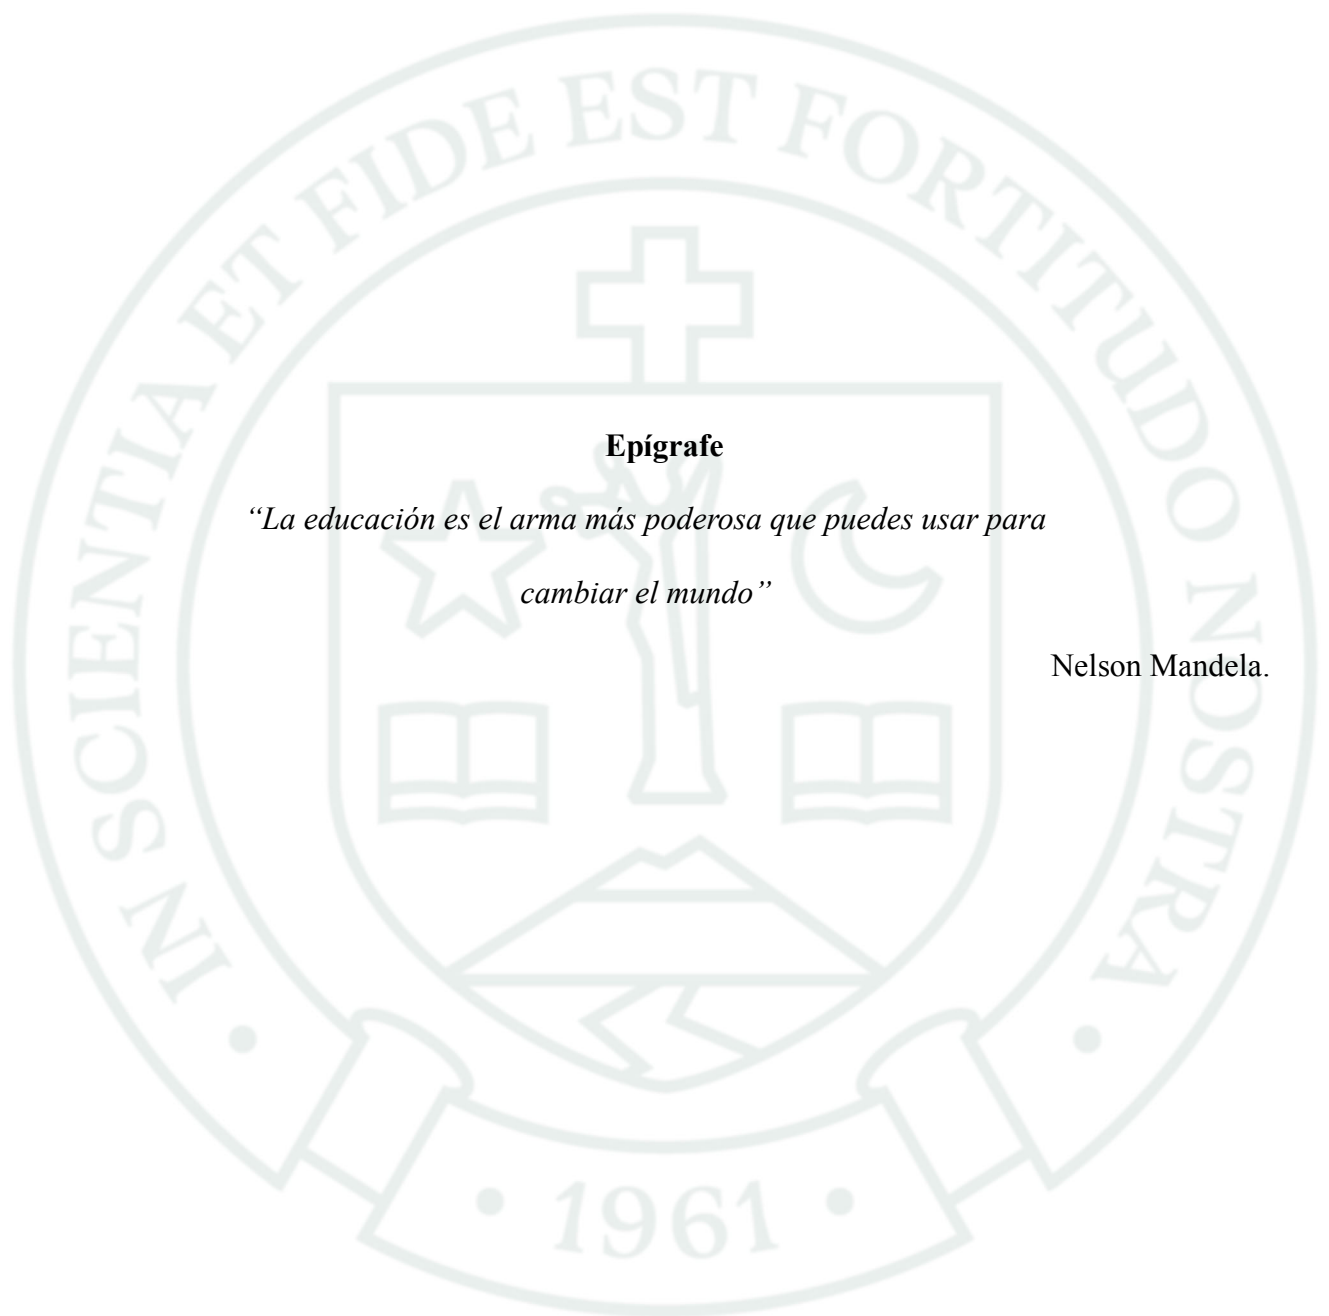 IN SCIENTIA ET FIDE EST FORTITUDO NOSTRA
Epígrafe
“La educación es el arma más poderosa que puedes usar para
cambiar el mundo”
Nelson Mandela.
• 1961 •